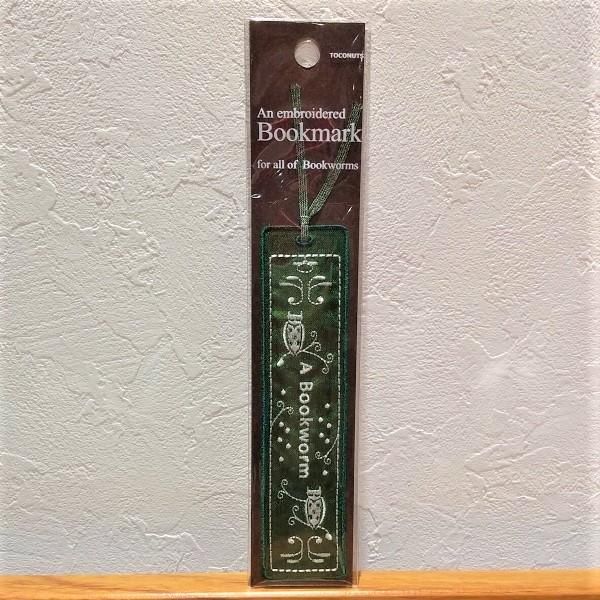 TOCONUTS
An embroidered
Bookmark
for all of Bookworms
A Bookworm